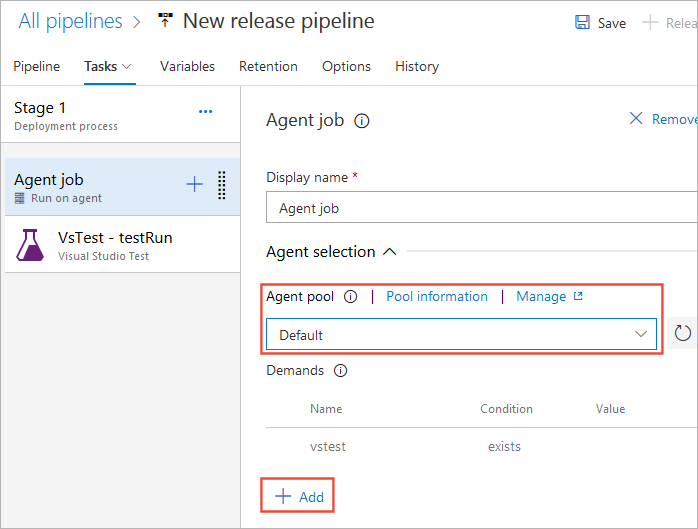 All pipelines > New release pipeline
Save
+ Relea
Pipeline Tasks Variables Retention Options History
Stage 1 ...
Deployment process
Agent job
Run on agent
VsTest - testRun
Visual Studio Test
Agent job
Remove
Display name *
Agent job
Agent selection
Agent pool | Pool information | Manage
Default
Demands
Name Condition Value
vstest exists
+ Add